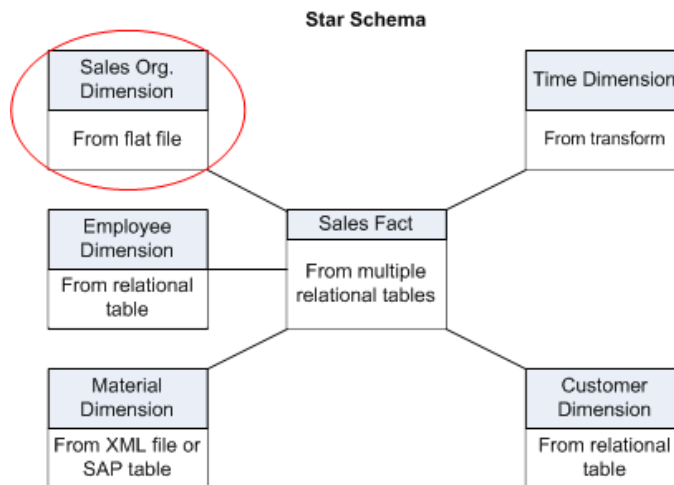 Star Schema
Sales Org.
Dimension
From flat file
Time Dimension
From transform
Employee
Dimension
From relational
table
Sales Fact
From multiple
relational tables
Material
Dimension
From XML file or
SAP table
Customer
Dimension
From relational
table